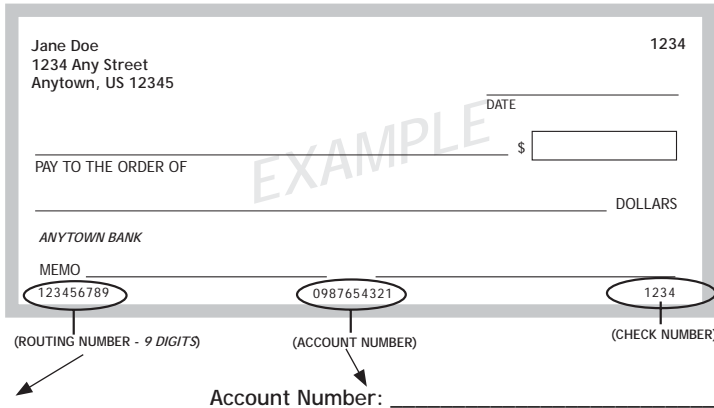 Jane Doe 1234
1234 Any Street
Anytown, US 12345
DATE
EXAMPLE
$
PAY TO THE ORDER OF
DOLLARS
ANYTOWN BANK
MEMO
123456789 0987654321 1234
(ROUTING NUMBER - 9 DIGITS) (ACCOUNT NUMBER) (CHECK NUMBER)
Account Number: